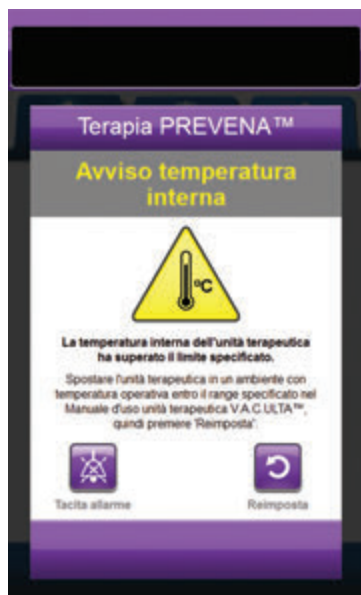 Terapia PREVENA™
Avviso temperatura
interna
°C
La temperatura interna dell'unità terapeutica
ha superato il limite specificato.
Spostare l'unità terapeutica in un ambiente con
temperatura operativa entro il range specificato nel
Manuale d'uso unità terapeutica V.A.C.ULTA™,
quindi premere 'Reimposta'.
Tacita allarme
Reimposta